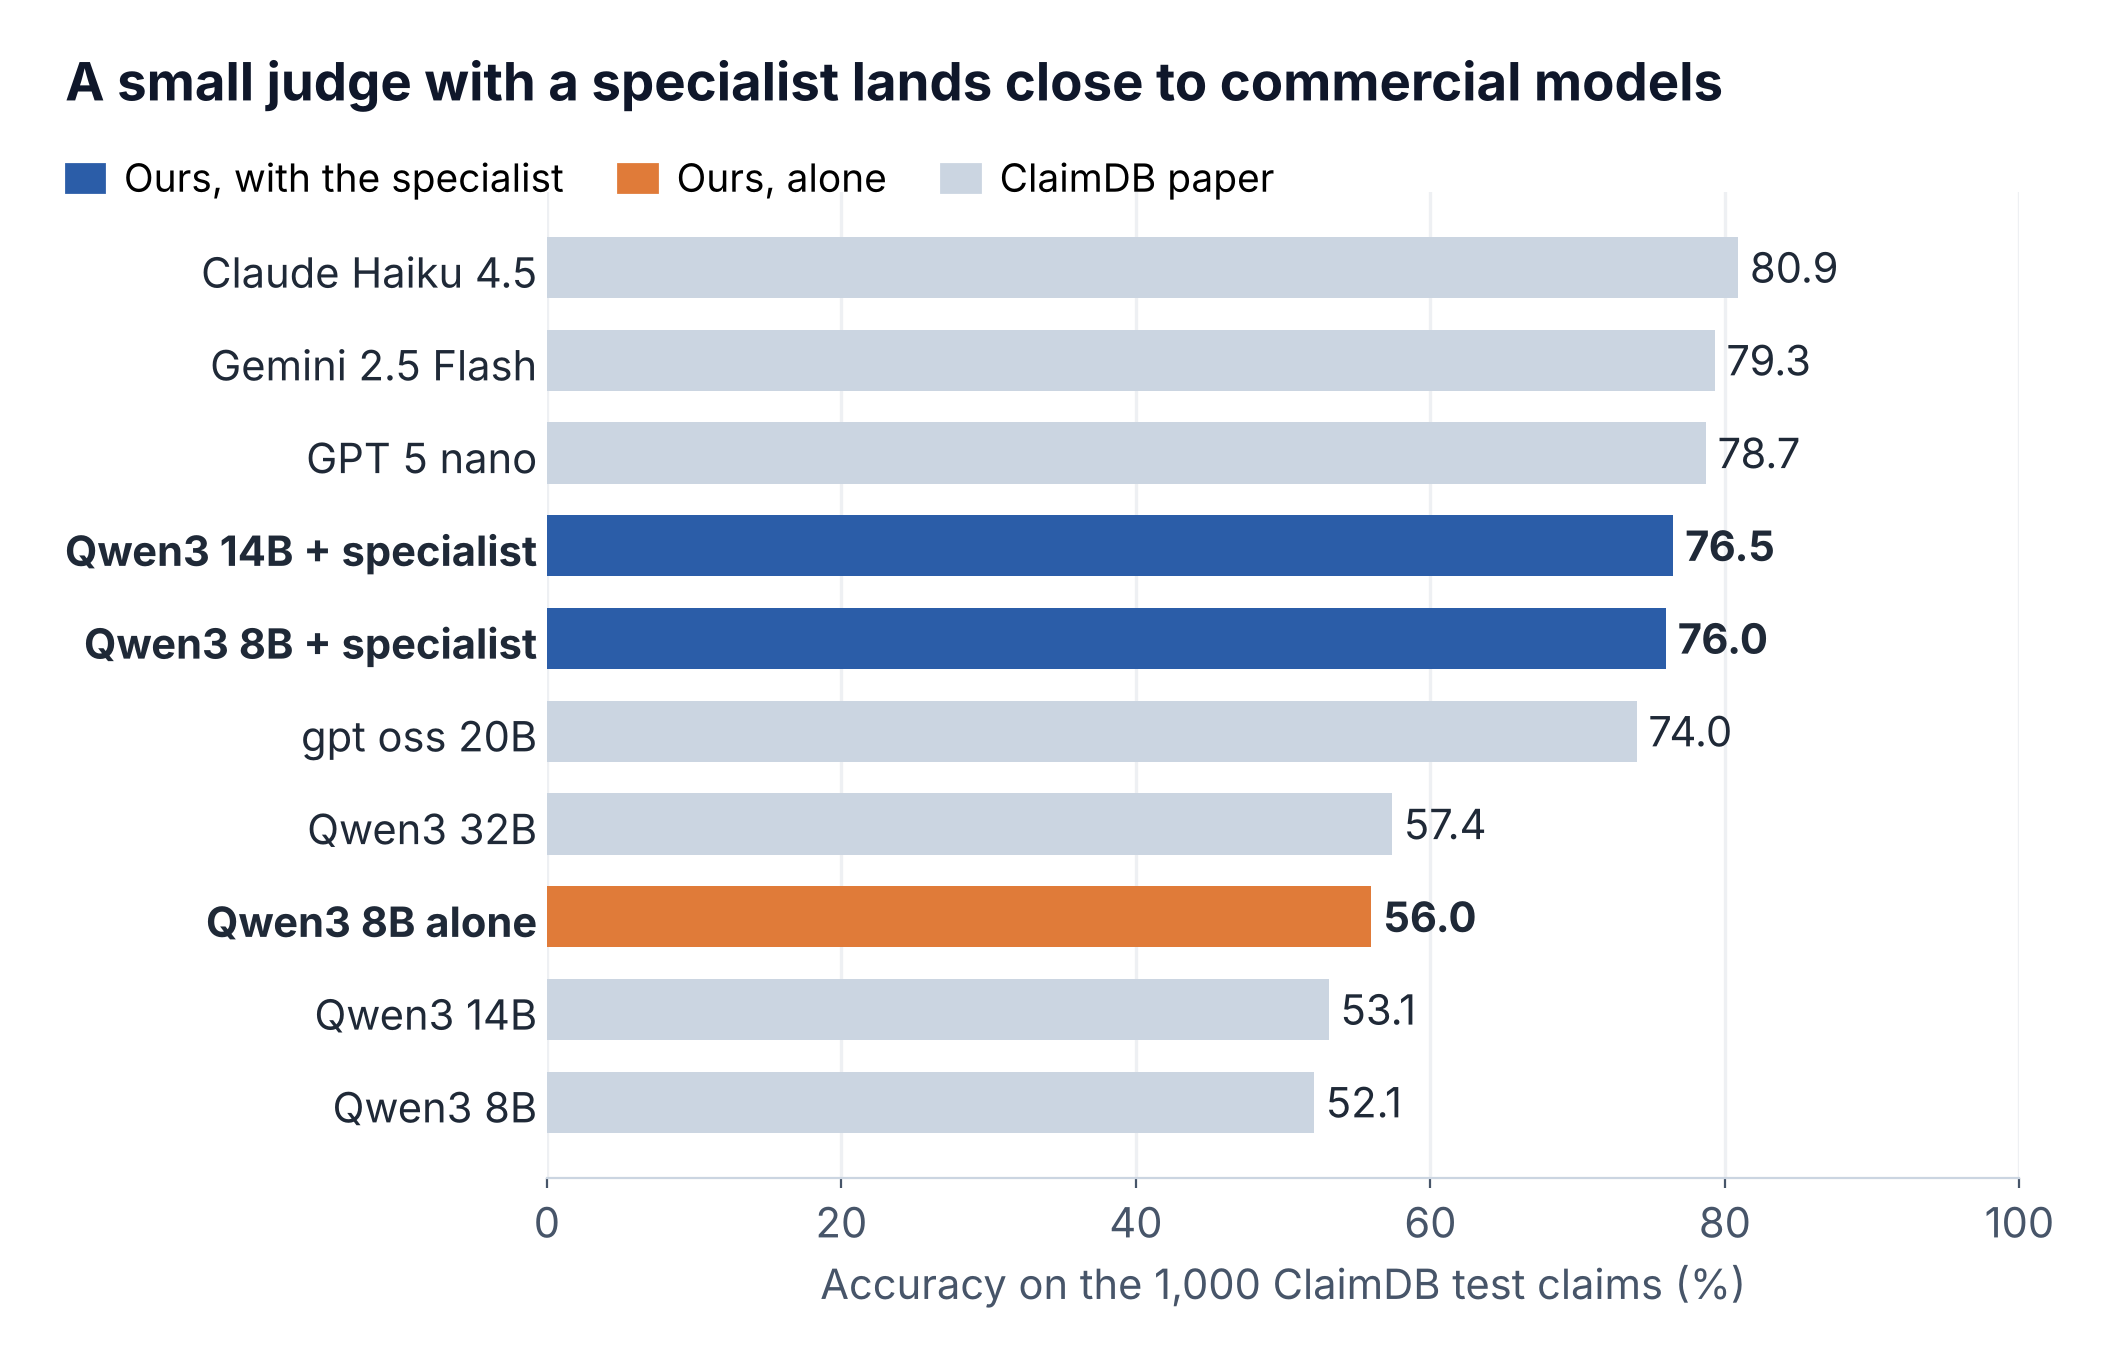 A small judge with a specialist lands close to commercial models
Ours, with the specialist Ours, alone ClaimDB paper
Claude Haiku 4.5 80.9
Gemini 2.5 Flash 79.3
GPT 5 nano 78.7
Qwen3 14B + specialist 76.5
Qwen3 8B + specialist 76.0
gpt oss 20B 74.0
Qwen3 32B 57.4
Qwen3 8B alone 56.0
Qwen3 14B 53.1
Qwen3 8B 52.1
0 20 40 60 80 100
Accuracy on the 1,000 ClaimDB test claims (%)